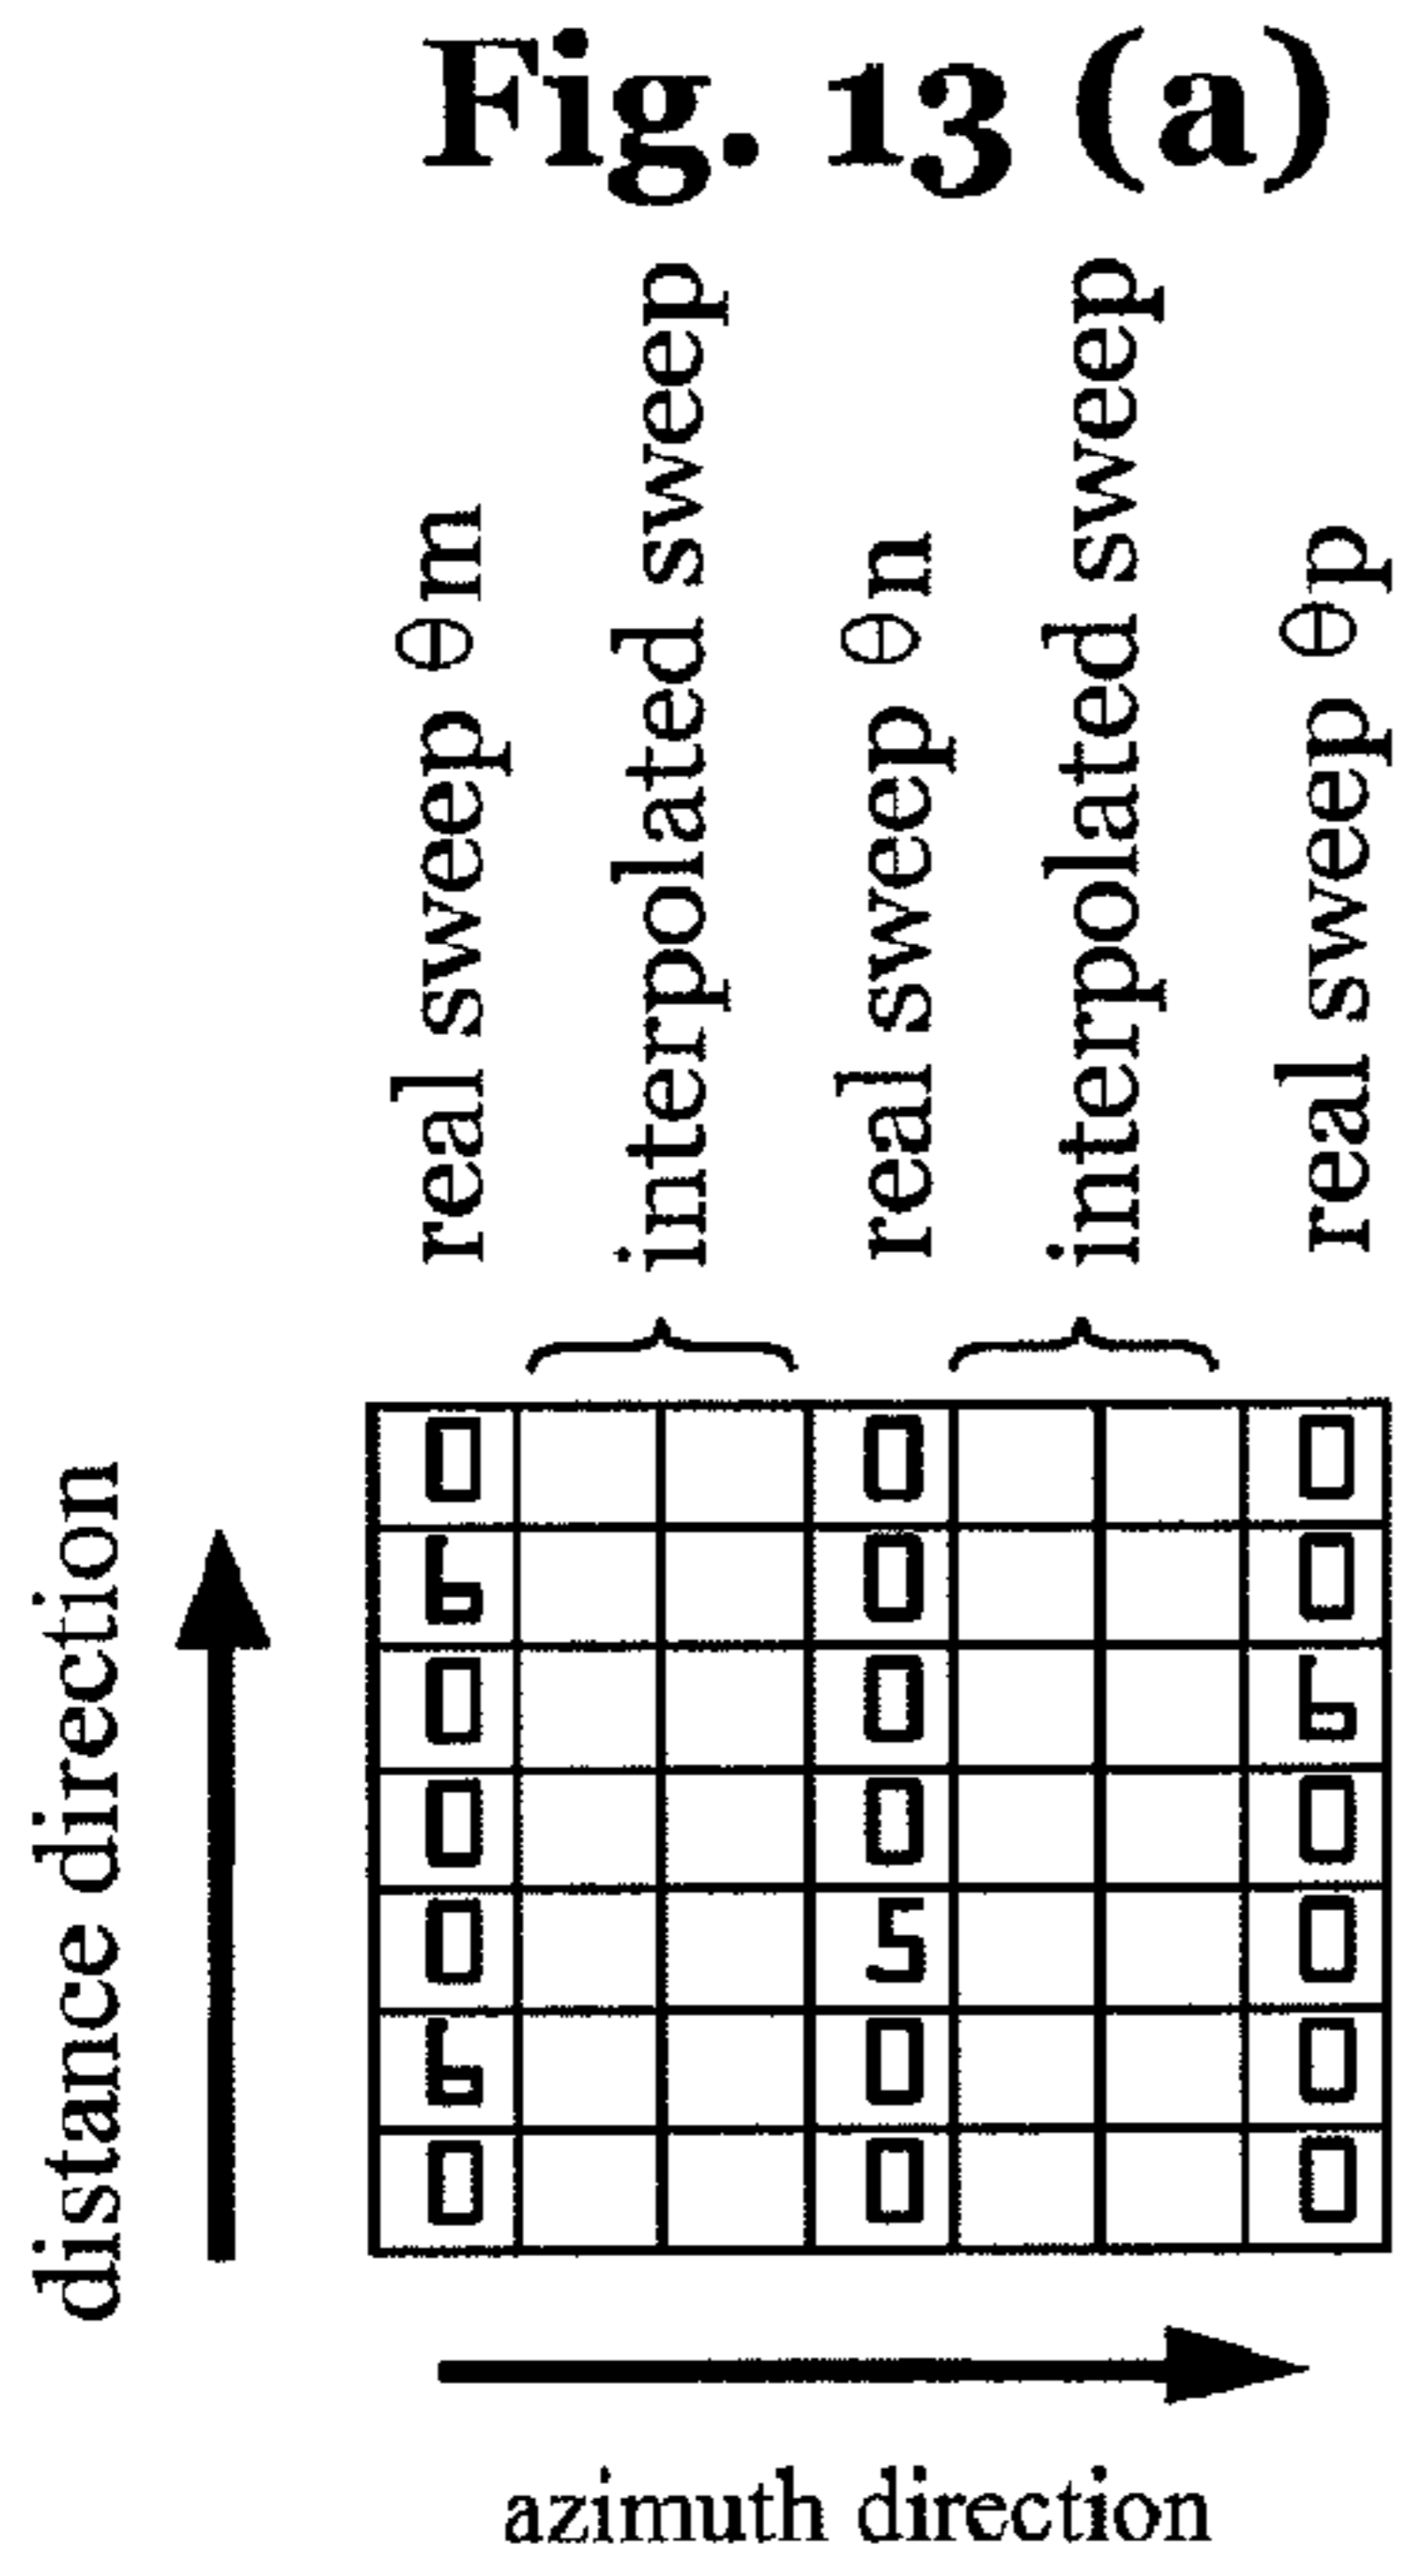 Fig. 13 (a)
real sweep θm
interpolated sweep
real sweep θn
interpolated sweep
real sweep θp
distance direction
0 0 0
6 0 0
0 0 6
0 0 0
0 5 0
6 0 0
0 0 0
azimuth direction